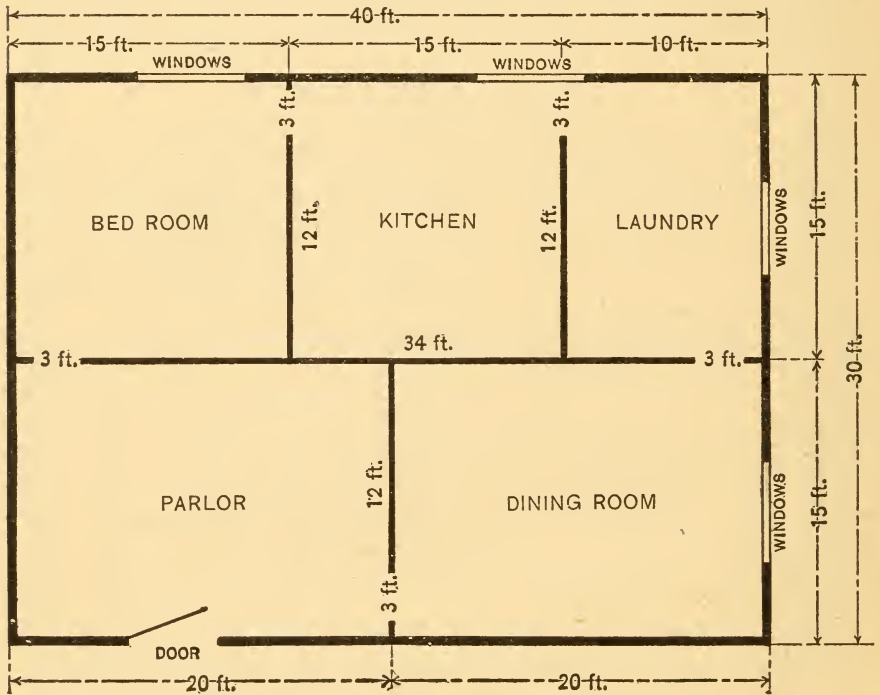 40 ft.
15 ft. 15 ft. 10 ft.
WINDOWS WINDOWS
3 ft. 3 ft.
BED ROOM 12 ft. KITCHEN 12 ft. LAUNDRY WINDOWS 15 ft.
34 ft.
3 ft. 3 ft.
30 ft.
PARLOR 12 ft. DINING ROOM WINDOWS 15 ft.
3 ft.
DOOR
20 ft. 20 ft.